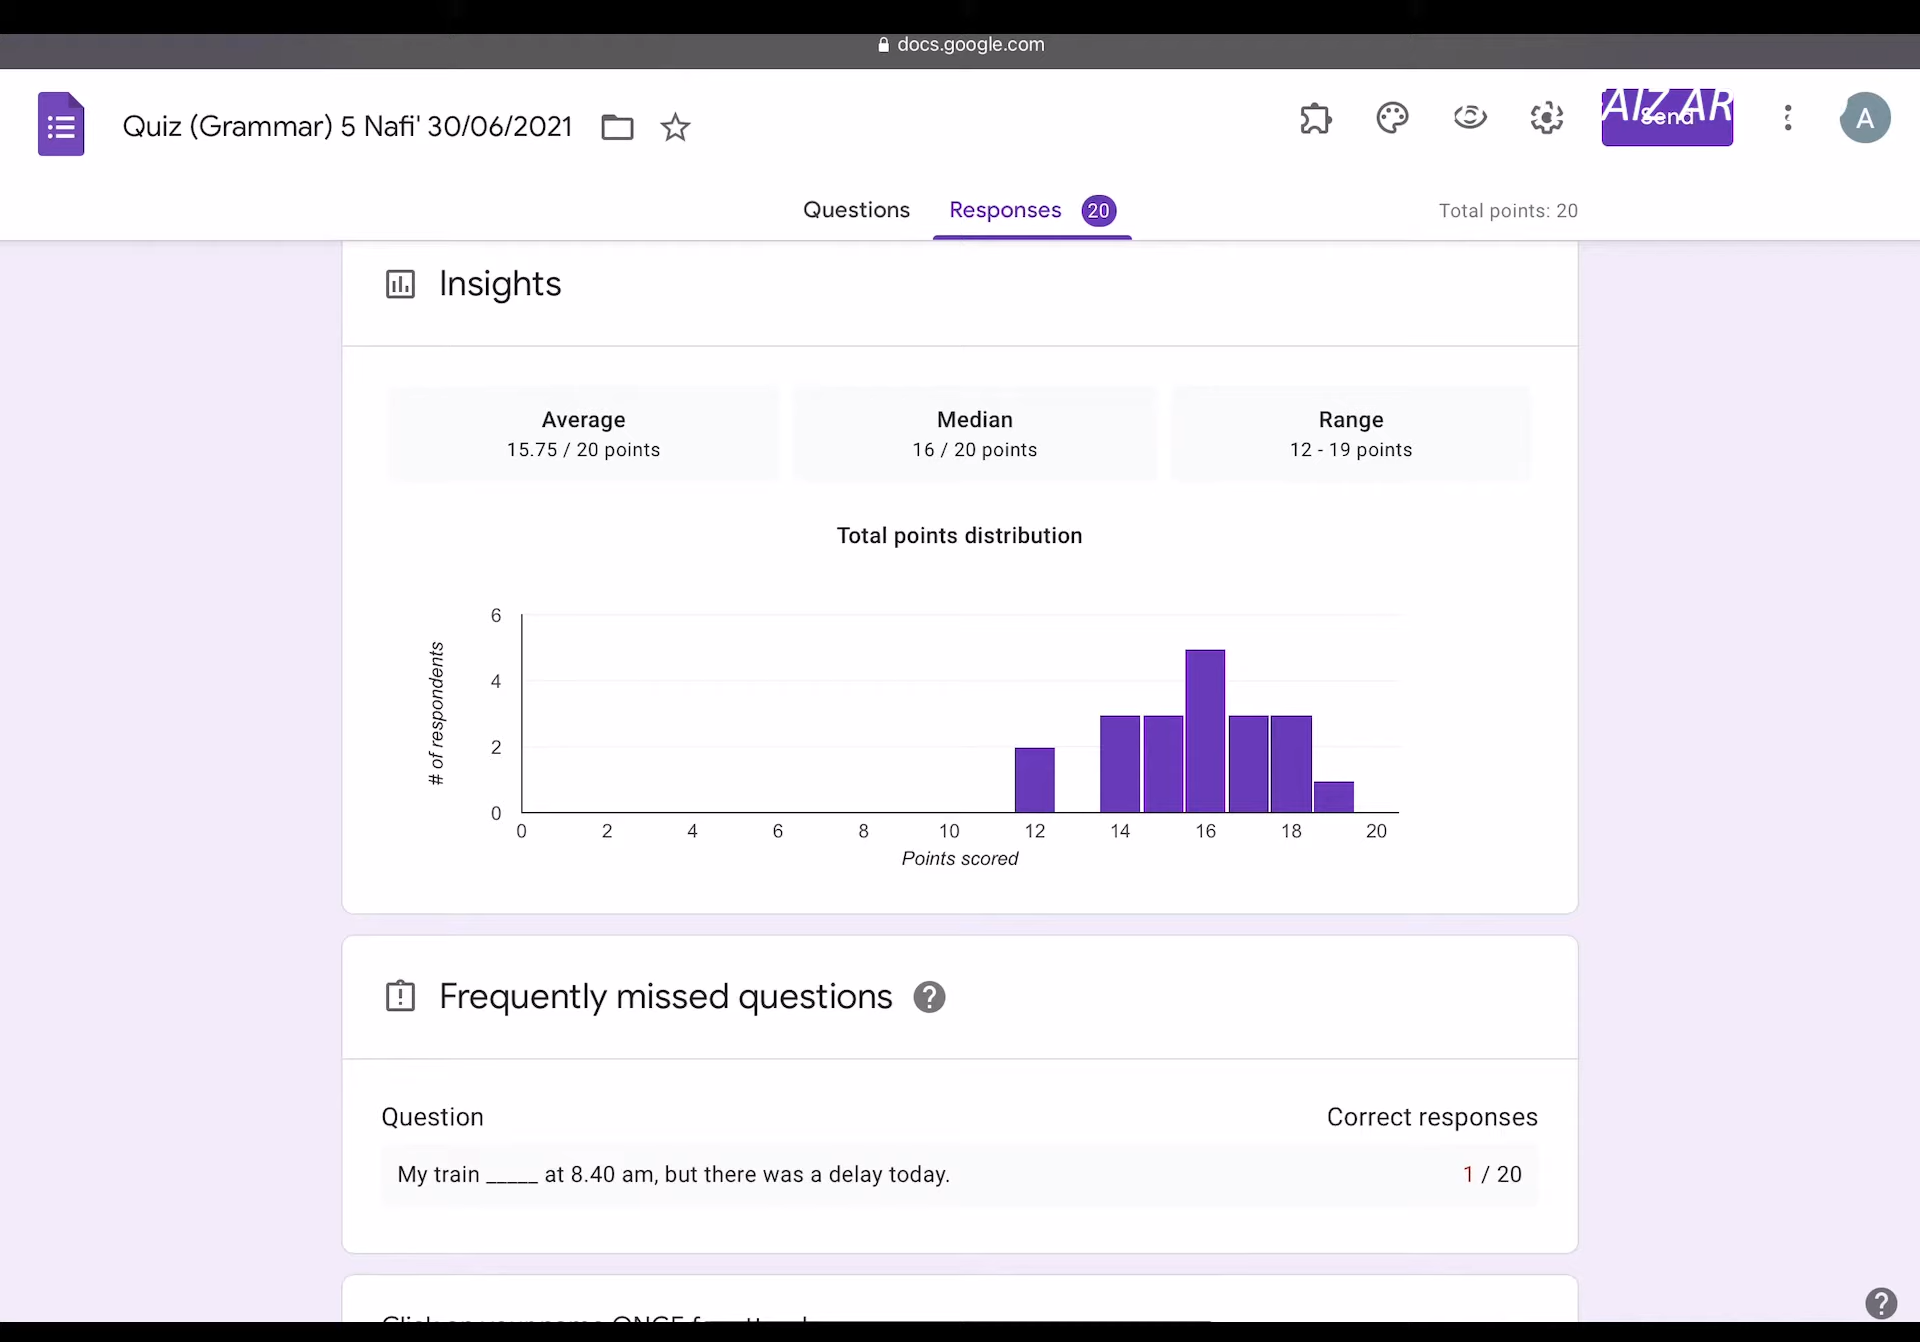 docs.google.com
Quiz (Grammar) 5 Nafi' 30/06/2021
AIZ AR
Send
A
Questions
Responses 20
Total points: 20
Insights
Average
15.75 / 20 points
Median
16 / 20 points
Range
12 - 19 points
Total points distribution
# of respondents
6
4
2
0
0 2 4 6 8 10 12 14 16 18 20
Points scored
Frequently missed questions ?
Question
Correct responses
My train _____ at 8.40 am, but there was a delay today.
1 / 20
?